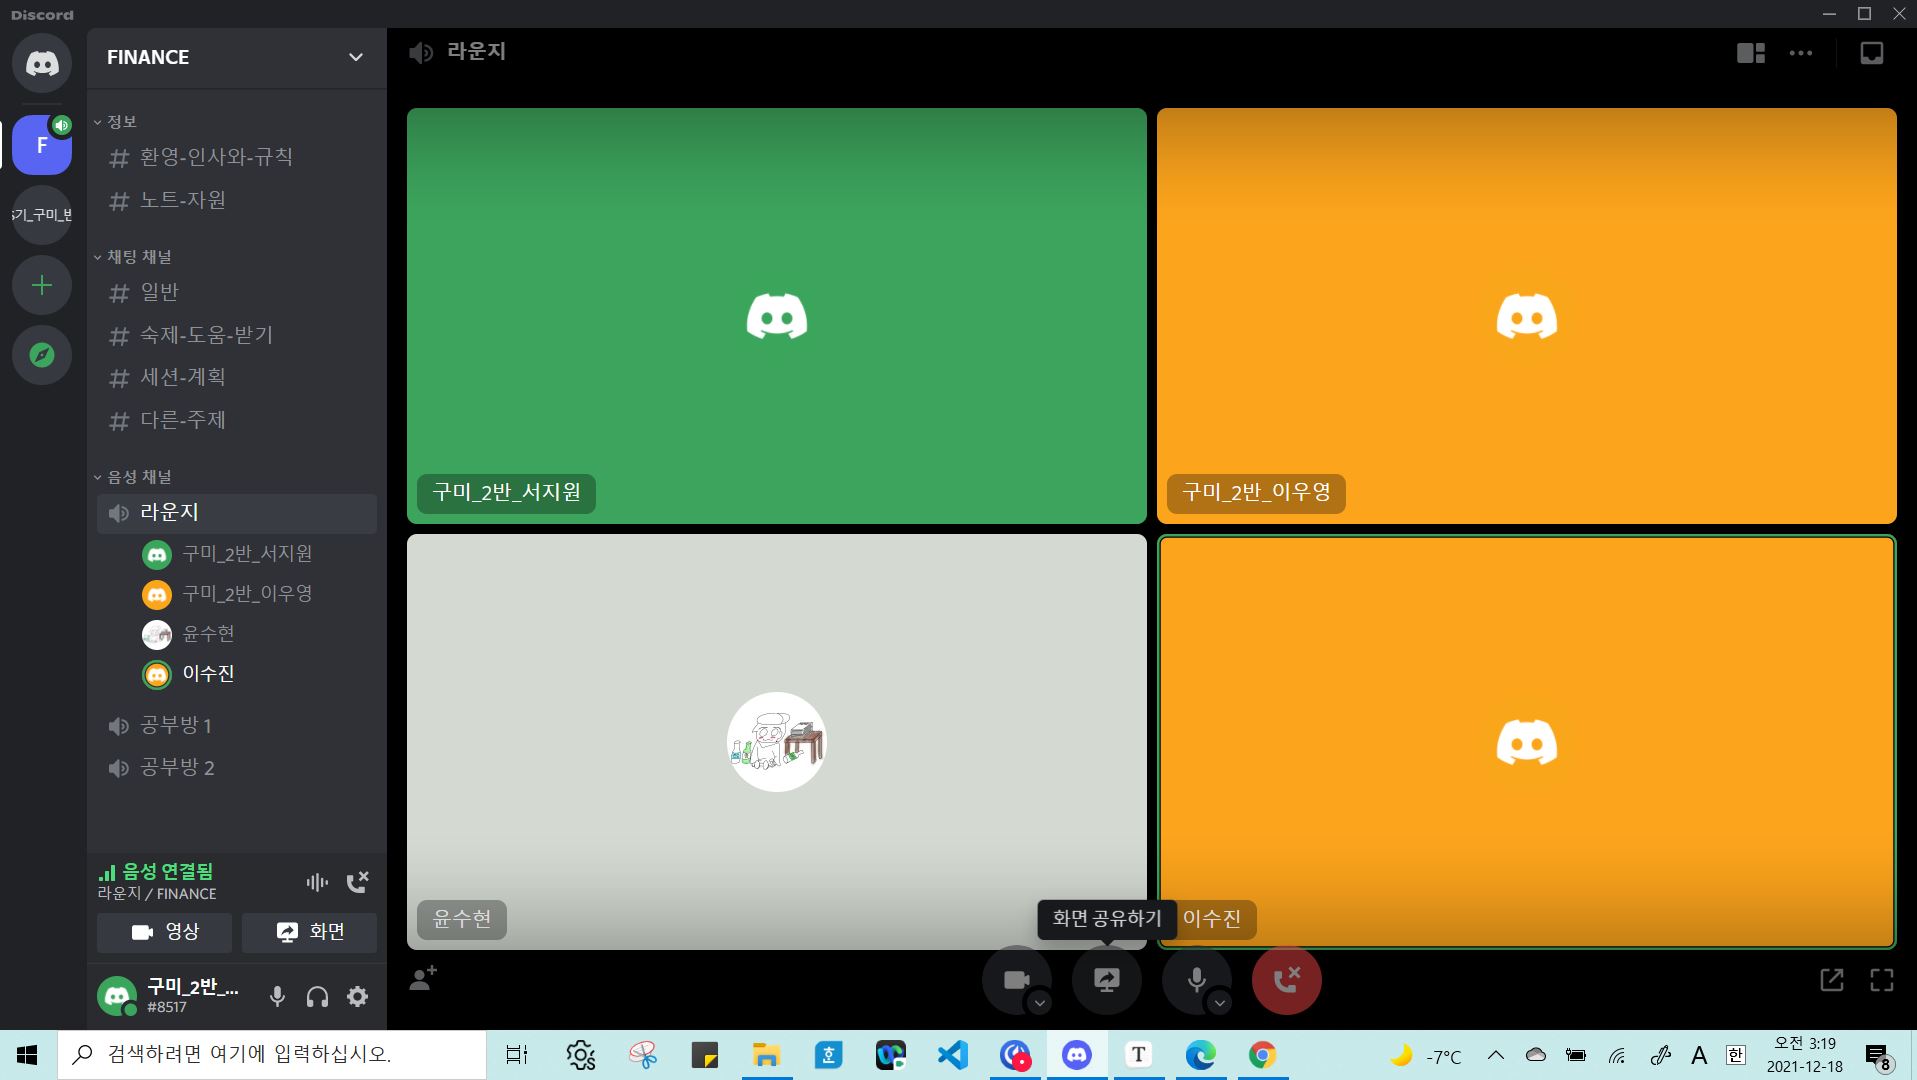 Discord
FINANCE
라운지
F
정보
환영-인사와-규칙
노트-자원
기_구미_반
채팅 채널
일반
숙제-도움-받기
세션-계획
다른-주제
음성 채널
라운지
구미_2반_서지원
구미_2반_이우영
윤수현
이수진
공부방 1
공부방 2
구미_2반_서지원
구미_2반_이우영
윤수현
이수진
화면 공유하기
음성 연결됨
라운지 / FINANCE
영상
화면
구미_2반_...
#8517
검색하려면 여기에 입력하십시오.
호
T
-7°C
A
한
오전 3:19
2021-12-18
8